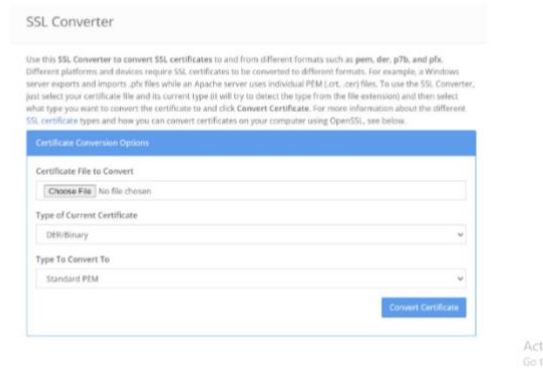 SSL Converter
Use this SSL Converter to convert SSL certificates to and from different formats such as pem, der, p7b, and pfx.
Different platforms and devices require SSL certificates to be converted to different formats. For example, a Windows
server exports and imports .pfx files while an Apache server uses individual PEM (.crt, .cer) files. To use the SSL Converter,
just select your certificate file and its current type (it will try to detect the type from the file extension) and then select
what type you want to convert the certificate to and click Convert Certificate. For more information about the different
SSL certificate types and how you can convert certificates on your computer using OpenSSL, see below.
Certificate Conversion Options
Certificate File to Convert
Choose File No file chosen
Type of Current Certificate
DER/Binary
Type To Convert To
Standard PEM
Convert Certificate
Act
Go t